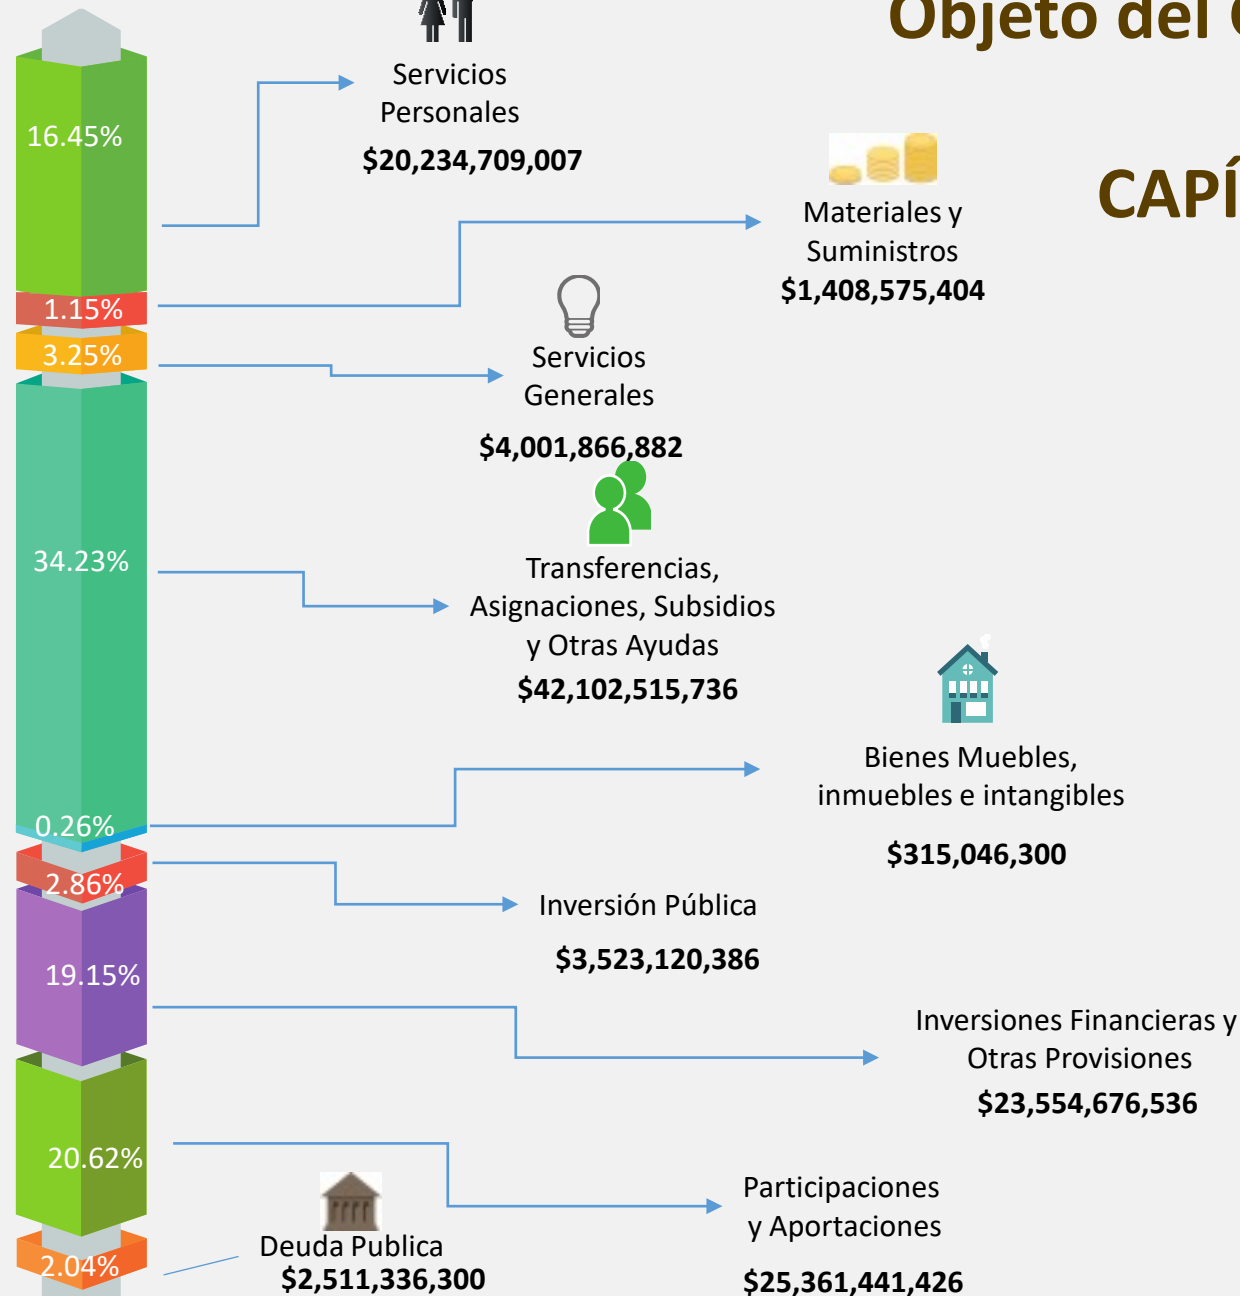 Objeto del
CAPÍ
16.45%
Servicios
Personales
$20,234,709,007
1.15%
Materiales y
Suministros
$1,408,575,404
3.25%
Servicios
Generales
$4,001,866,882
34.23%
Transferencias,
Asignaciones, Subsidios
y Otras Ayudas
$42,102,515,736
0.26%
Bienes Muebles,
inmuebles e intangibles
$315,046,300
2.86%
Inversión Pública
$3,523,120,386
19.15%
Inversiones Financieras y
Otras Provisiones
$23,554,676,536
20.62%
Participaciones
y Aportaciones
$25,361,441,426
2.04%
Deuda Publica
$2,511,336,300